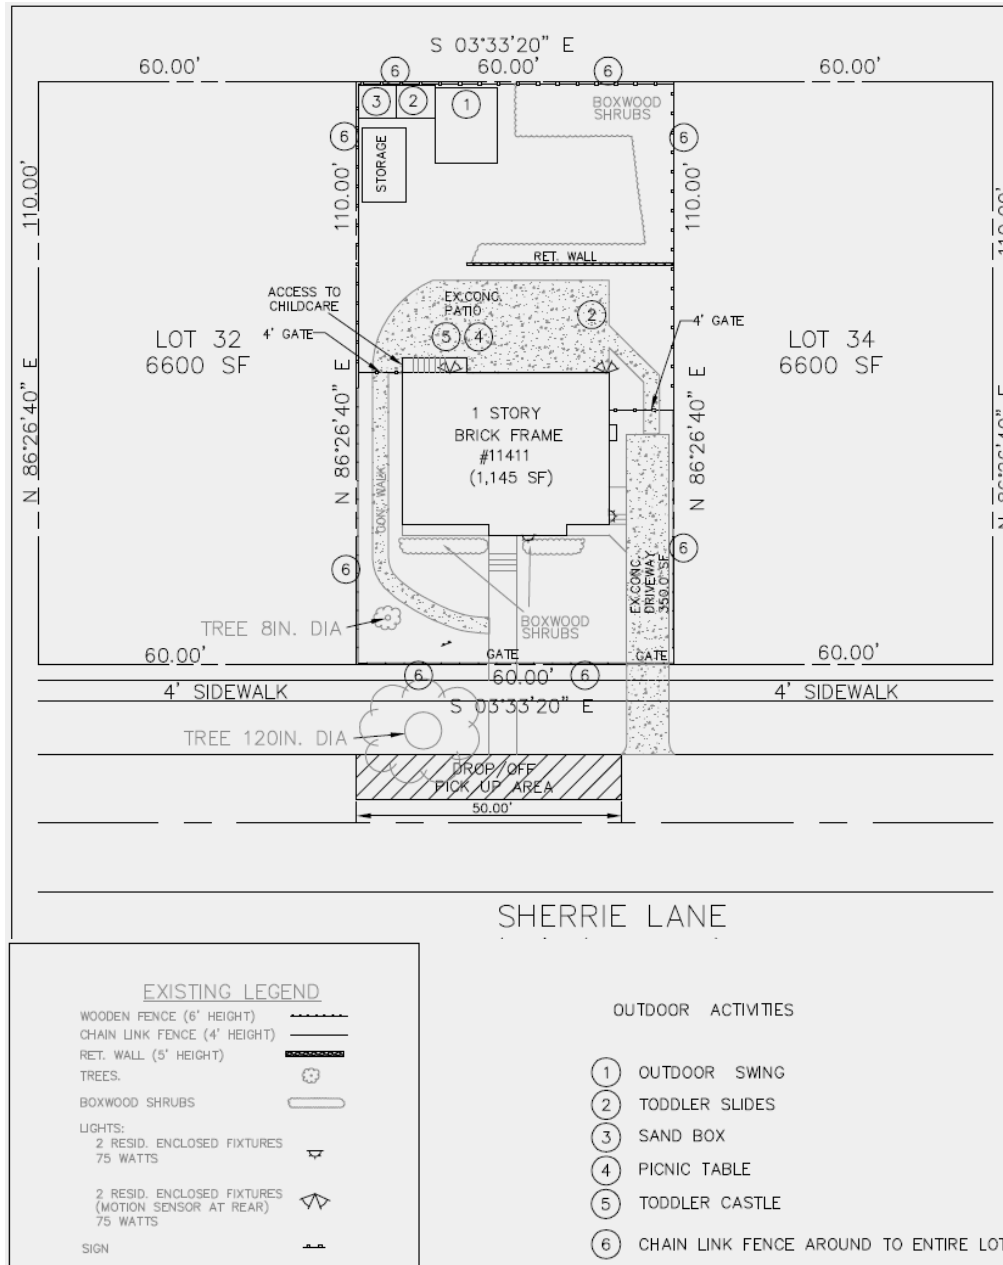 S 03°33'20" E
60.00'
60.00'
60.00'
6
6
3
2
1
BOXWOOD
SHRUBS
6
6
STORAGE
110.00'
110.00'
110.00'
110.00'
RET. WALL
ACCESS TO
CHILDCARE
EX.CONC.
PATIO
2
4' GATE
5
4
4' GATE
LOT 32
6600 SF
LOT 34
6600 SF
N 86°26'40" E
N 86°26'40" E
N 86°26'40" E
N 86°26'40" E
1 STORY
BRICK FRAME
#11411
(1,145 SF)
CON. WALK
6
6
EX.CONC.
DRIVEWAY
350.0 SF
TREE 8IN. DIA
BOXWOOD
SHRUBS
GATE
GATE
60.00'
60.00'
60.00'
6
6
4' SIDEWALK
4' SIDEWALK
S 03°33'20" E
TREE 120IN. DIA
DROP/OFF
PICK UP AREA
50.00'
SHERRIE LANE
EXISTING LEGEND
WOODEN FENCE (6' HEIGHT)
CHAIN LINK FENCE (4' HEIGHT)
RET. WALL (5' HEIGHT)
TREES.
BOXWOOD SHRUBS
LIGHTS:
2 RESID. ENCLOSED FIXTURES
75 WATTS
2 RESID. ENCLOSED FIXTURES
(MOTION SENSOR AT REAR)
75 WATTS
SIGN
OUTDOOR ACTIVITIES
1 OUTDOOR SWING
2 TODDLER SLIDES
3 SAND BOX
4 PICNIC TABLE
5 TODDLER CASTLE
6 CHAIN LINK FENCE AROUND TO ENTIRE LOT